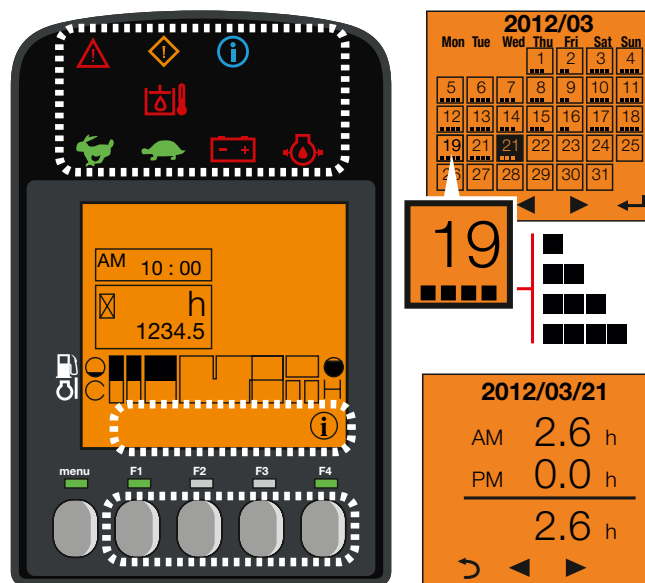 AM 10:00
h
1234.5
C H
menu F1 F2 F3 F4
2012/03
Mon Tue Wed Thu Fri Sat Sun
1 2 3 4
5 6 7 8 9 10 11
12 13 14 15 16 17 18
19 21 21 22 23 24 25
26 27 28 29 30 31
19
2012/03/21
AM 2.6 h
PM 0.0 h
2.6 h